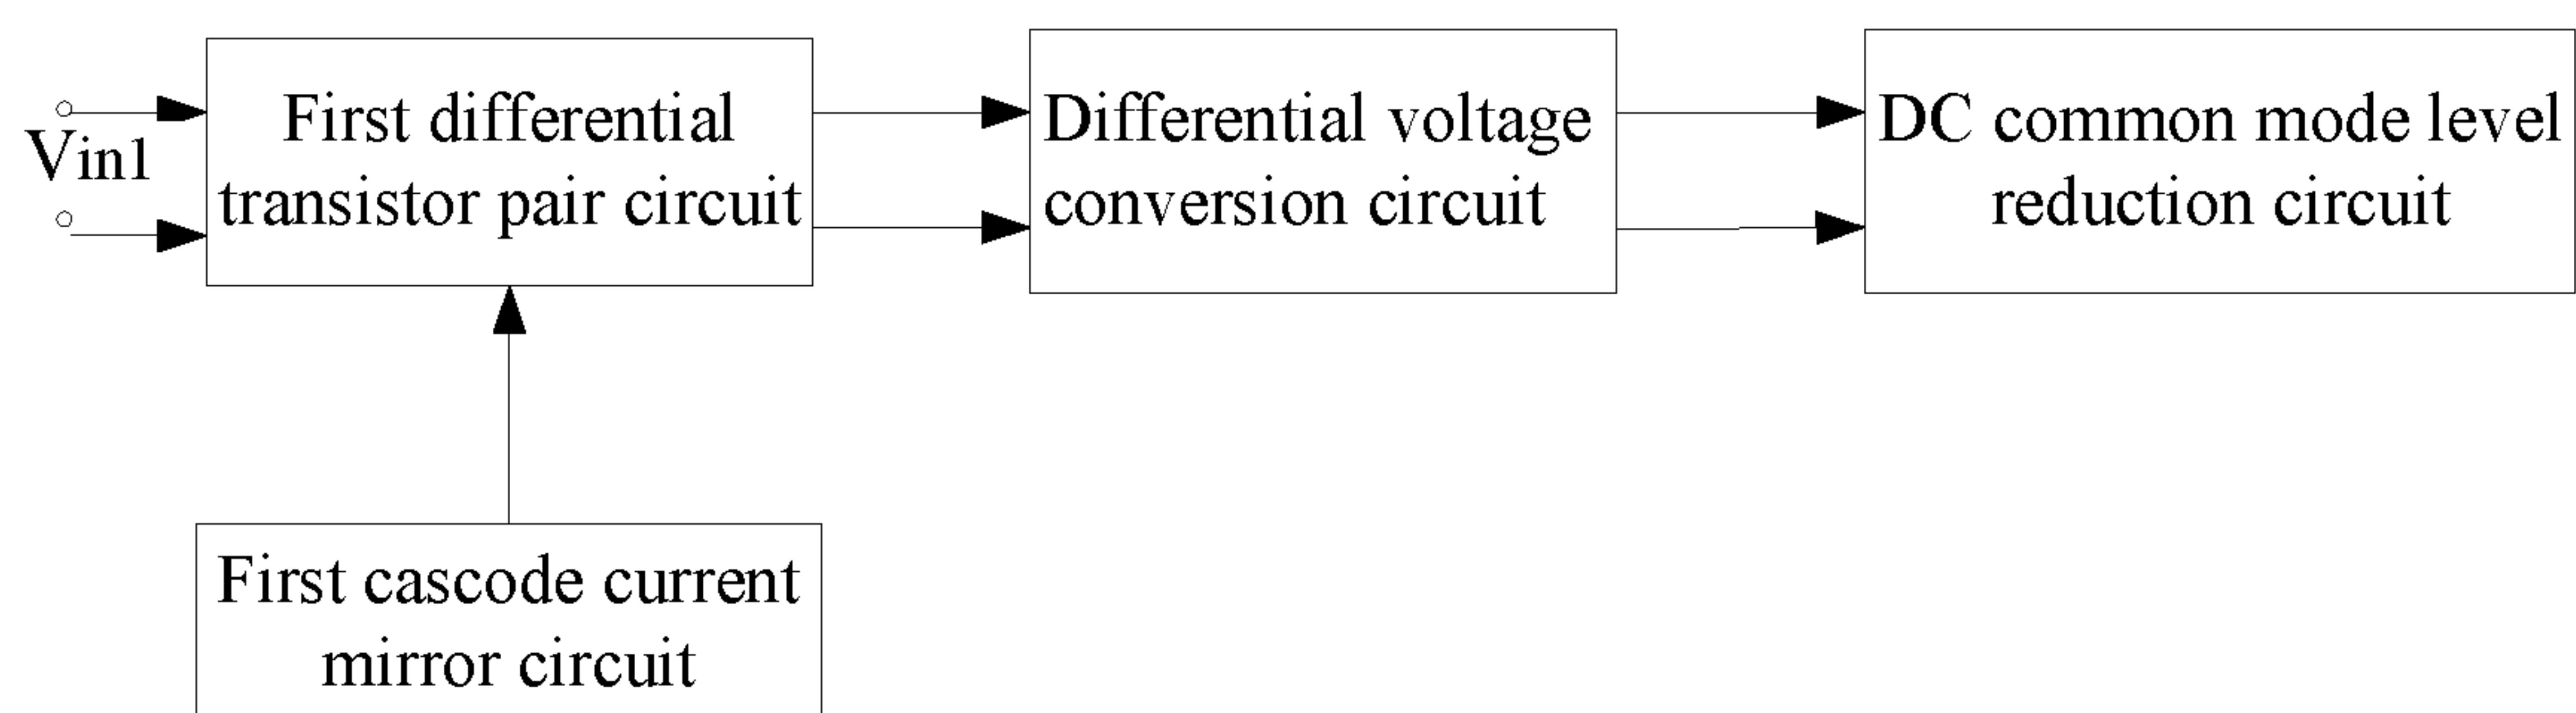 Vin1
First differential
transistor pair circuit
Differential voltage
conversion circuit
DC common mode level
reduction circuit
First cascode current
mirror circuit